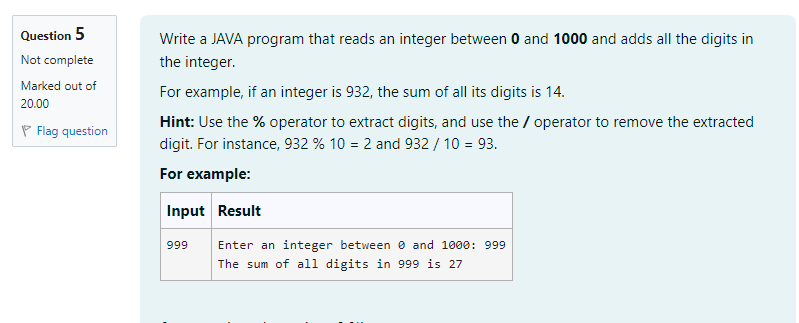 Question 5
Not complete
Marked out of
20.00
Flag question
Write a JAVA program that reads an integer between 0 and 1000 and adds all the digits in
the integer.
For example, if an integer is 932, the sum of all its digits is 14.
Hint: Use the % operator to extract digits, and use the / operator to remove the extracted
digit. For instance, 932 % 10 = 2 and 932 / 10 = 93.
For example:
Input Result
999 Enter an integer between 0 and 1000: 999
The sum of all digits in 999 is 27